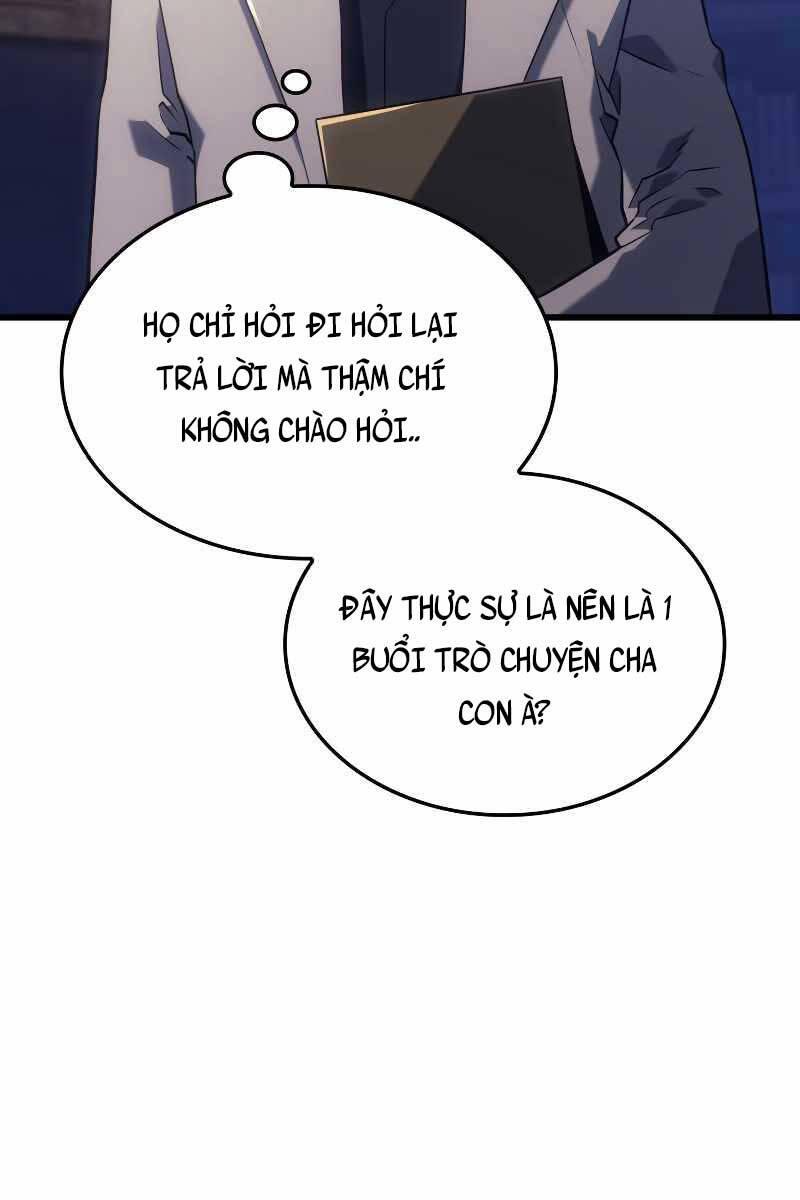 HỌ CHỈ HỎI ĐI HỎI LẠI
TRẢ LỜI MÀ THẬM CHÍ
KHÔNG CHÀO HỎI..
ĐÂY THỰC SỰ LÀ NÊN LÀ 1
BUỔI TRÒ CHUYỆN CHA
CON À?